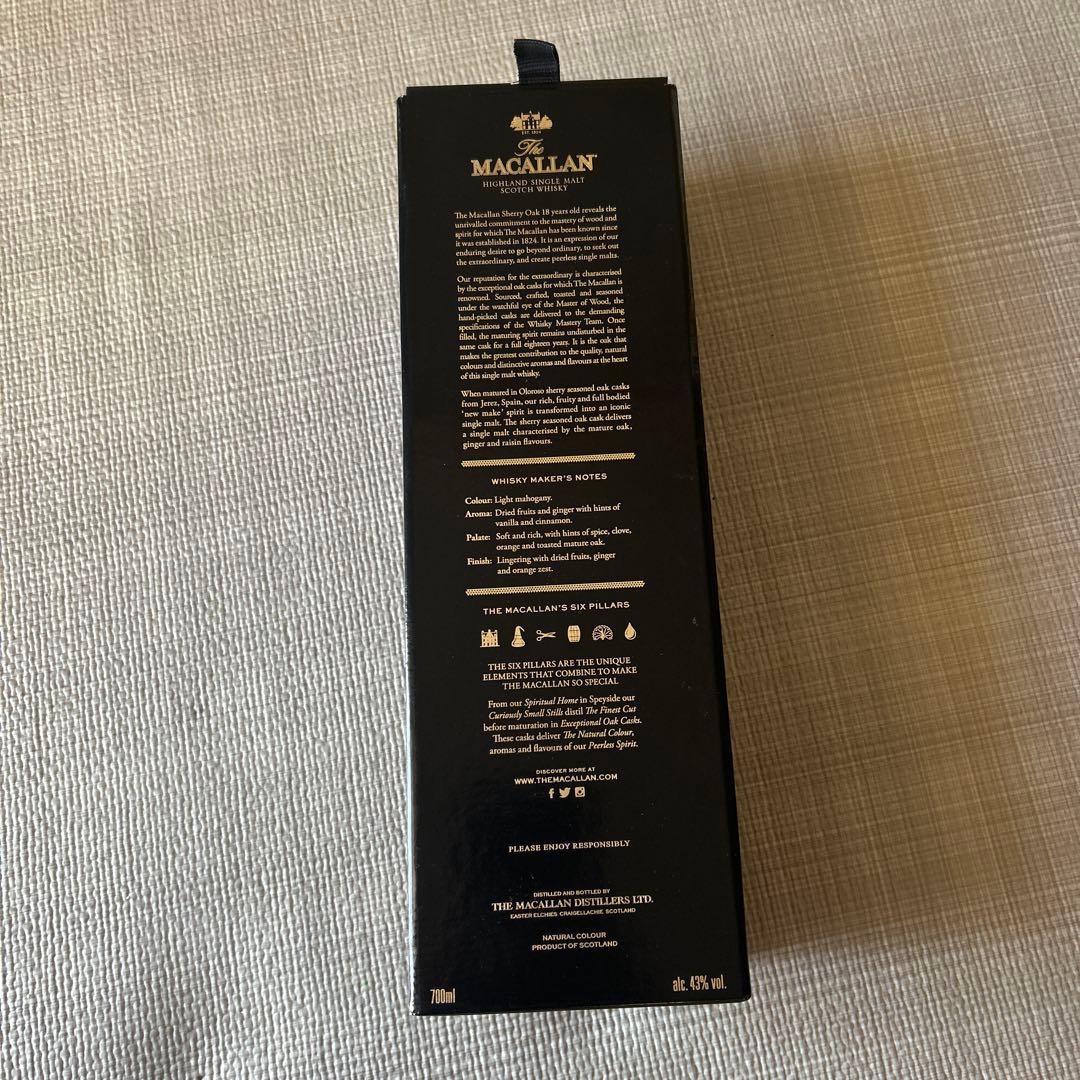 EST. 1824
The
MACALLAN
HIGHLAND SINGLE MALT
SCOTCH WHISKY
The Macallan Sherry Oak 18 years old reveals the
unrivalled commitment to the mastery of wood and
spirit for which The Macallan has been known since
it was established in 1824. It is an expression of our
enduring desire to go beyond ordinary, to seek out
the extraordinary, and create peerless single malts.
Our reputation for the extraordinary is characterised
by the exceptional oak casks for which The Macallan is
renowned. Sourced, crafted, toasted and seasoned
under the watchful eye of the Master of Wood, the
hand-picked casks are delivered to the demanding
specifications of the Whisky Mastery Team. Once
filled, the maturing spirit remains undisturbed in the
same cask for a full eighteen years. It is the oak that
makes the greatest contribution to the quality, natural
colours and distinctive aromas and flavours at the heart
of this single malt whisky.
When matured in Oloroso sherry seasoned oak casks
from Jerez, Spain, our rich, fruity and full bodied
'new make' spirit is transformed into an iconic
single malt. The sherry seasoned oak cask delivers
a single malt characterised by the mature oak,
ginger and raisin flavours.
WHISKY MAKER'S NOTES
Colour: Light mahogany.
Aroma: Dried fruits and ginger with hints of
vanilla and cinnamon.
Palate: Soft and rich, with hints of spice, clove,
orange and toasted mature oak.
Finish: Lingering with dried fruits, ginger
and orange zest.
THE MACALLAN'S SIX PILLARS
THE SIX PILLARS ARE THE UNIQUE
ELEMENTS THAT COMBINE TO MAKE
THE MACALLAN SO SPECIAL
From our Spiritual Home in Speyside our
Curiously Small Stills distil The Finest Cut
before maturation in Exceptional Oak Casks.
These casks deliver The Natural Colour,
aromas and flavours of our Peerless Spirit.
DISCOVER MORE AT
WWW.THEMACALLAN.COM
PLEASE ENJOY RESPONSIBLY
DISTILLED AND BOTTLED BY
THE MACALLAN DISTILLERS LTD.
EASTER ELCHIES CRAIGELLACHIE SCOTLAND
NATURAL COLOUR
PRODUCT OF SCOTLAND
700ml
alc. 43% vol.